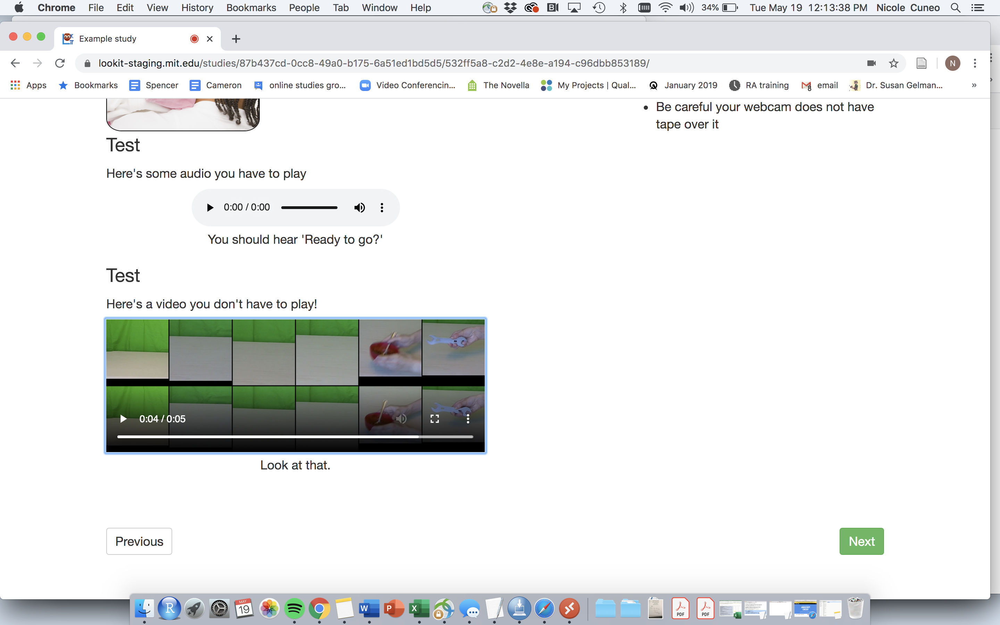 Chrome File Edit View History Bookmarks People Tab Window Help 34% Tue May 19 12:13:38 PM Nicole Cuneo
Example study
lookit-staging.mit.edu/studies/87b437cd-0cc8-49a0-b175-6a51ed1bd5d5/532ff5a8-c2d2-4e8e-a194-c96dbb853189/ N
Apps Bookmarks Spencer Cameron online studies gro... Video Conferencin... The Novella My Projects | Qual... January 2019 RA training 8 email Dr. Susan Gelman... »
Be careful your webcam does not have
tape over it
Test
Here's some audio you have to play
0:00 / 0:00
You should hear 'Ready to go?'
Test
Here's a video you don't have to play!
0:04 / 0:05
Look at that.
Previous Next
R MAY 19 W P X PDF PDF